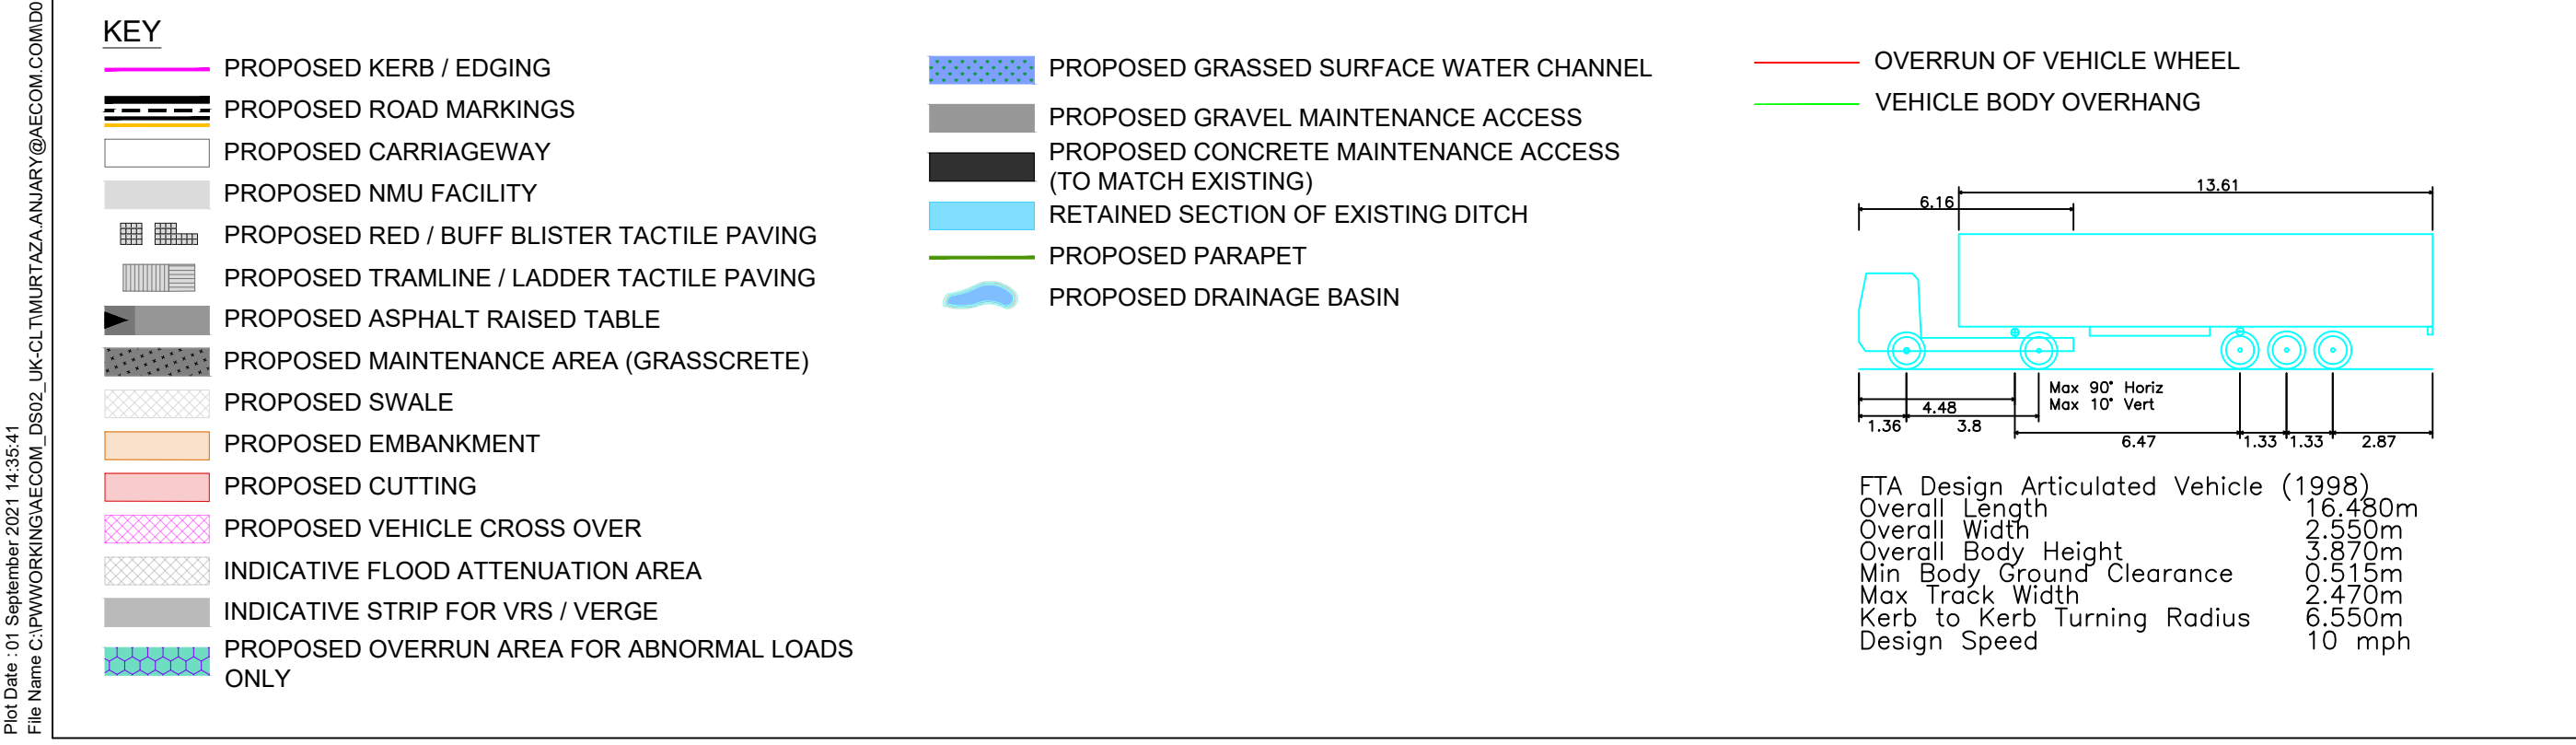 KEY
PROPOSED KERB / EDGING
PROPOSED ROAD MARKINGS
PROPOSED CARRIAGEWAY
PROPOSED NMU FACILITY
PROPOSED RED / BUFF BLISTER TACTILE PAVING
PROPOSED TRAMLINE / LADDER TACTILE PAVING
PROPOSED ASPHALT RAISED TABLE
PROPOSED MAINTENANCE AREA (GRASSCRETE)
PROPOSED SWALE
PROPOSED EMBANKMENT
PROPOSED CUTTING
PROPOSED VEHICLE CROSS OVER
INDICATIVE FLOOD ATTENUATION AREA
INDICATIVE STRIP FOR VRS / VERGE
PROPOSED OVERRUN AREA FOR ABNORMAL LOADS
ONLY
PROPOSED GRASSED SURFACE WATER CHANNEL
PROPOSED GRAVEL MAINTENANCE ACCESS
PROPOSED CONCRETE MAINTENANCE ACCESS
(TO MATCH EXISTING)
RETAINED SECTION OF EXISTING DITCH
PROPOSED PARAPET
PROPOSED DRAINAGE BASIN
OVERRUN OF VEHICLE WHEEL
VEHICLE BODY OVERHANG
13.61
6.16
Max 90° Horiz
Max 10° Vert
4.48
1.36 3.8
6.47 1.33 1.33 2.87
FTA Design Articulated Vehicle (1998)
Overall Length 16.480m
Overall Width 2.550m
Overall Body Height 3.870m
Min Body Ground Clearance 0.515m
Max Track Width 2.470m
Kerb to Kerb Turning Radius 6.550m
Design Speed 10 mph
Plot Date : 01 September 2021 14:35:41
File Name C:\PWWORKING\AECOM_DS02_UK-CLT\MURTAZA.ANJARY@AECOM.COM\D0